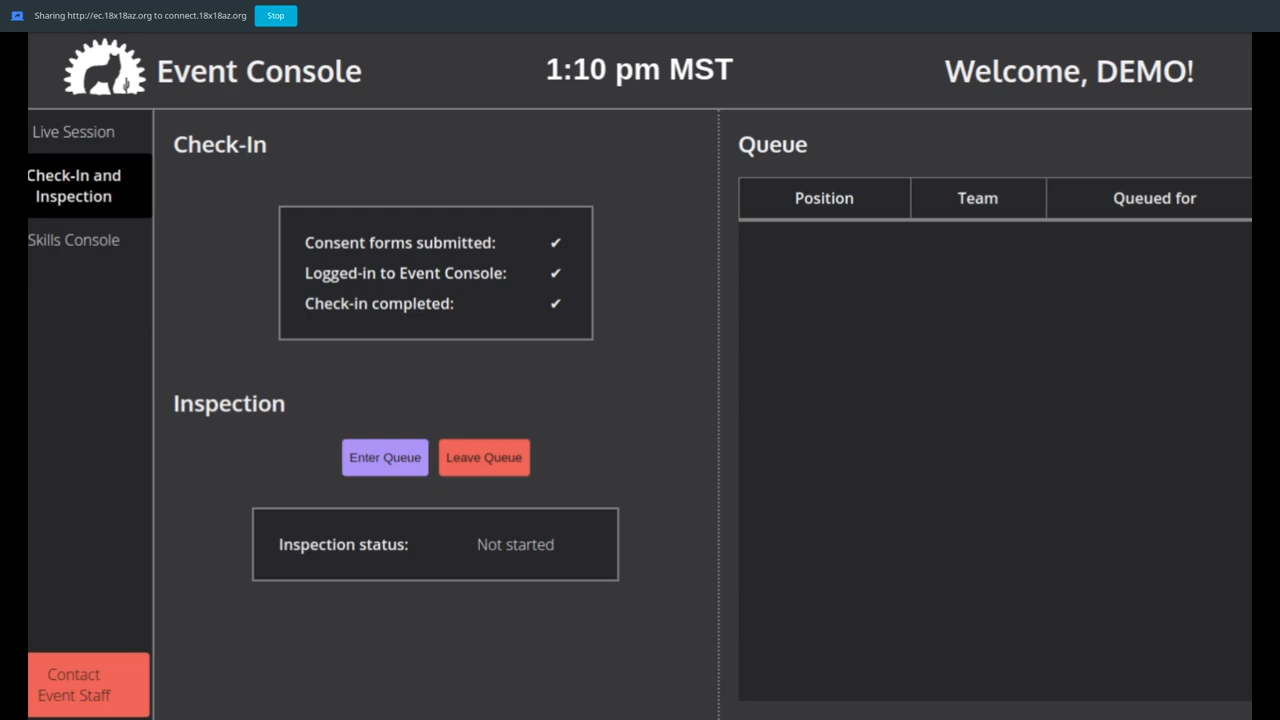 Sharing http://ec.18x18az.org to connect.18x18az.org
Stop
Event Console
1:10 pm MST
Welcome, DEMO!
Live Session
Check-In and
Inspection
Skills Console
Contact
Event Staff
Check-In
Consent forms submitted: ✔
Logged-in to Event Console: ✔
Check-in completed: ✔
Inspection
Enter Queue
Leave Queue
Inspection status: Not started
Queue
Position Team Queued for